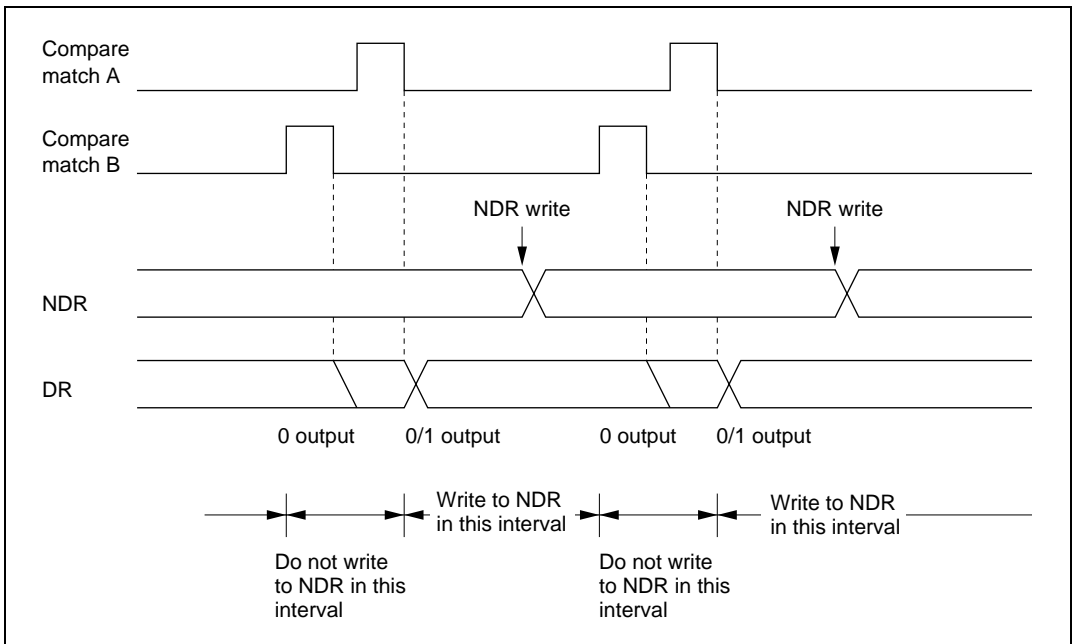 Compare
match A
Compare
match B
NDR write
NDR write
NDR
DR
0 output
0/1 output
0 output
0/1 output
Write to NDR
in this interval
Write to NDR
in this interval
Do not write
to NDR in this
interval
Do not write
to NDR in this
interval